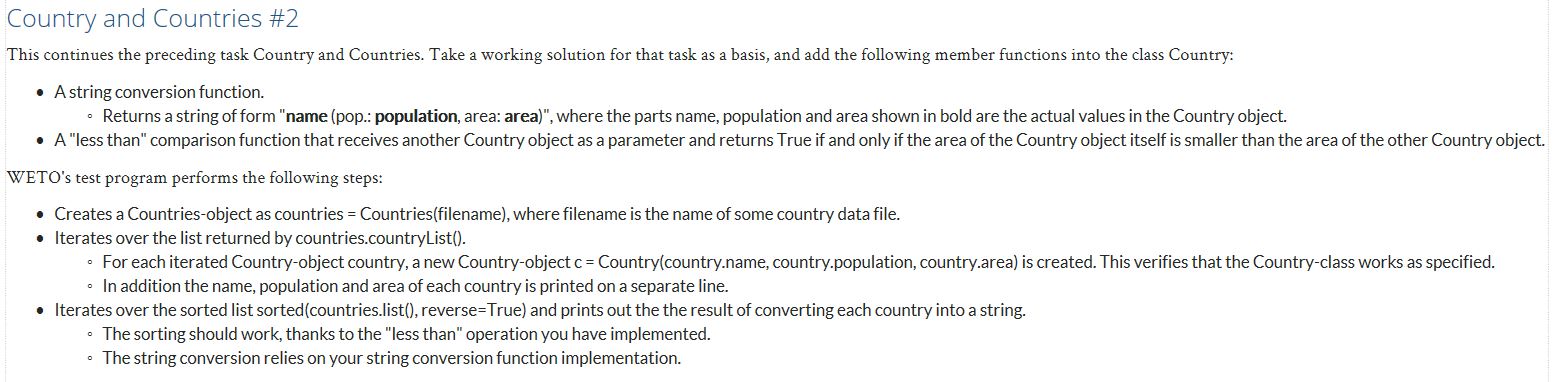 Country and Countries #2
This continues the preceding task Country and Countries. Take a working solution for that task as a basis, and add the following member functions into the class Country:
• A string conversion function.
◦ Returns a string of form "name (pop.: population, area: area)", where the parts name, population and area shown in bold are the actual values in the Country object.
• A "less than" comparison function that receives another Country object as a parameter and returns True if and only if the area of the Country object itself is smaller than the area of the other Country object.
WETO's test program performs the following steps:
• Creates a Countries-object as countries = Countries(filename), where filename is the name of some country data file.
• Iterates over the list returned by countries.countryList().
◦ For each iterated Country-object country, a new Country-object c = Country(country.name, country.population, country.area) is created. This verifies that the Country-class works as specified.
◦ In addition the name, population and area of each country is printed on a separate line.
• Iterates over the sorted list sorted(countries.list(), reverse=True) and prints out the the result of converting each country into a string.
◦ The sorting should work, thanks to the "less than" operation you have implemented.
◦ The string conversion relies on your string conversion function implementation.